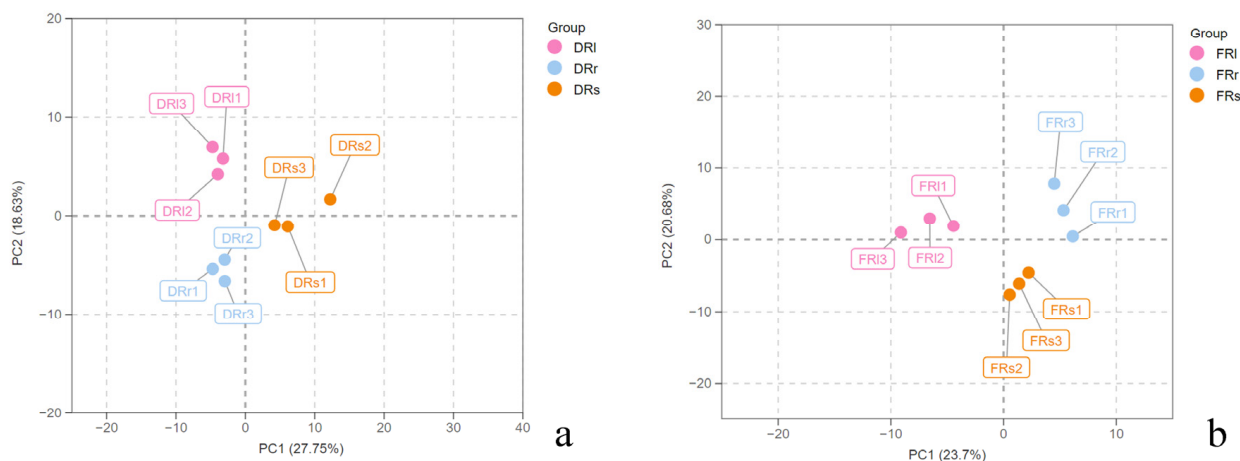 Group
DRl
DRr
DRs
20
10
0
−10
−20
−20
−10
0
10
20
30
40
PC2 (18.63%)
PC1 (27.75%)
DRl3
DRl1
DRl2
DRs3
DRs2
DRs1
DRr2
DRr1
DRr3
a
Group
FRl
FRr
FRs
30
20
10
0
−10
−20
−20
−10
0
10
PC2 (20.68%)
PC1 (23.7%)
FRr3
FRr2
FRr1
FRl1
FRl3
FRl2
FRs1
FRs3
FRs2
b